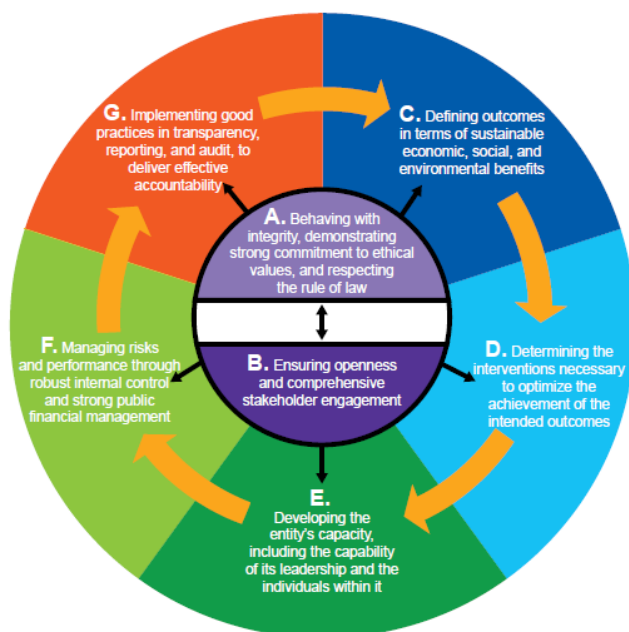 A. Behaving with
integrity, demonstrating
strong commitment to ethical
values, and respecting
the rule of law
B. Ensuring openness
and comprehensive
stakeholder engagement
C. Defining outcomes
in terms of sustainable
economic, social, and
environmental benefits
D. Determining the
interventions necessary
to optimize the
achievement of the
intended outcomes
E.
Developing the
entity's capacity,
including the capability
of its leadership and the
individuals within it
F. Managing risks
and performance through
robust internal control
and strong public
financial management
G. Implementing good
practices in transparency,
reporting, and audit, to
deliver effective
accountability